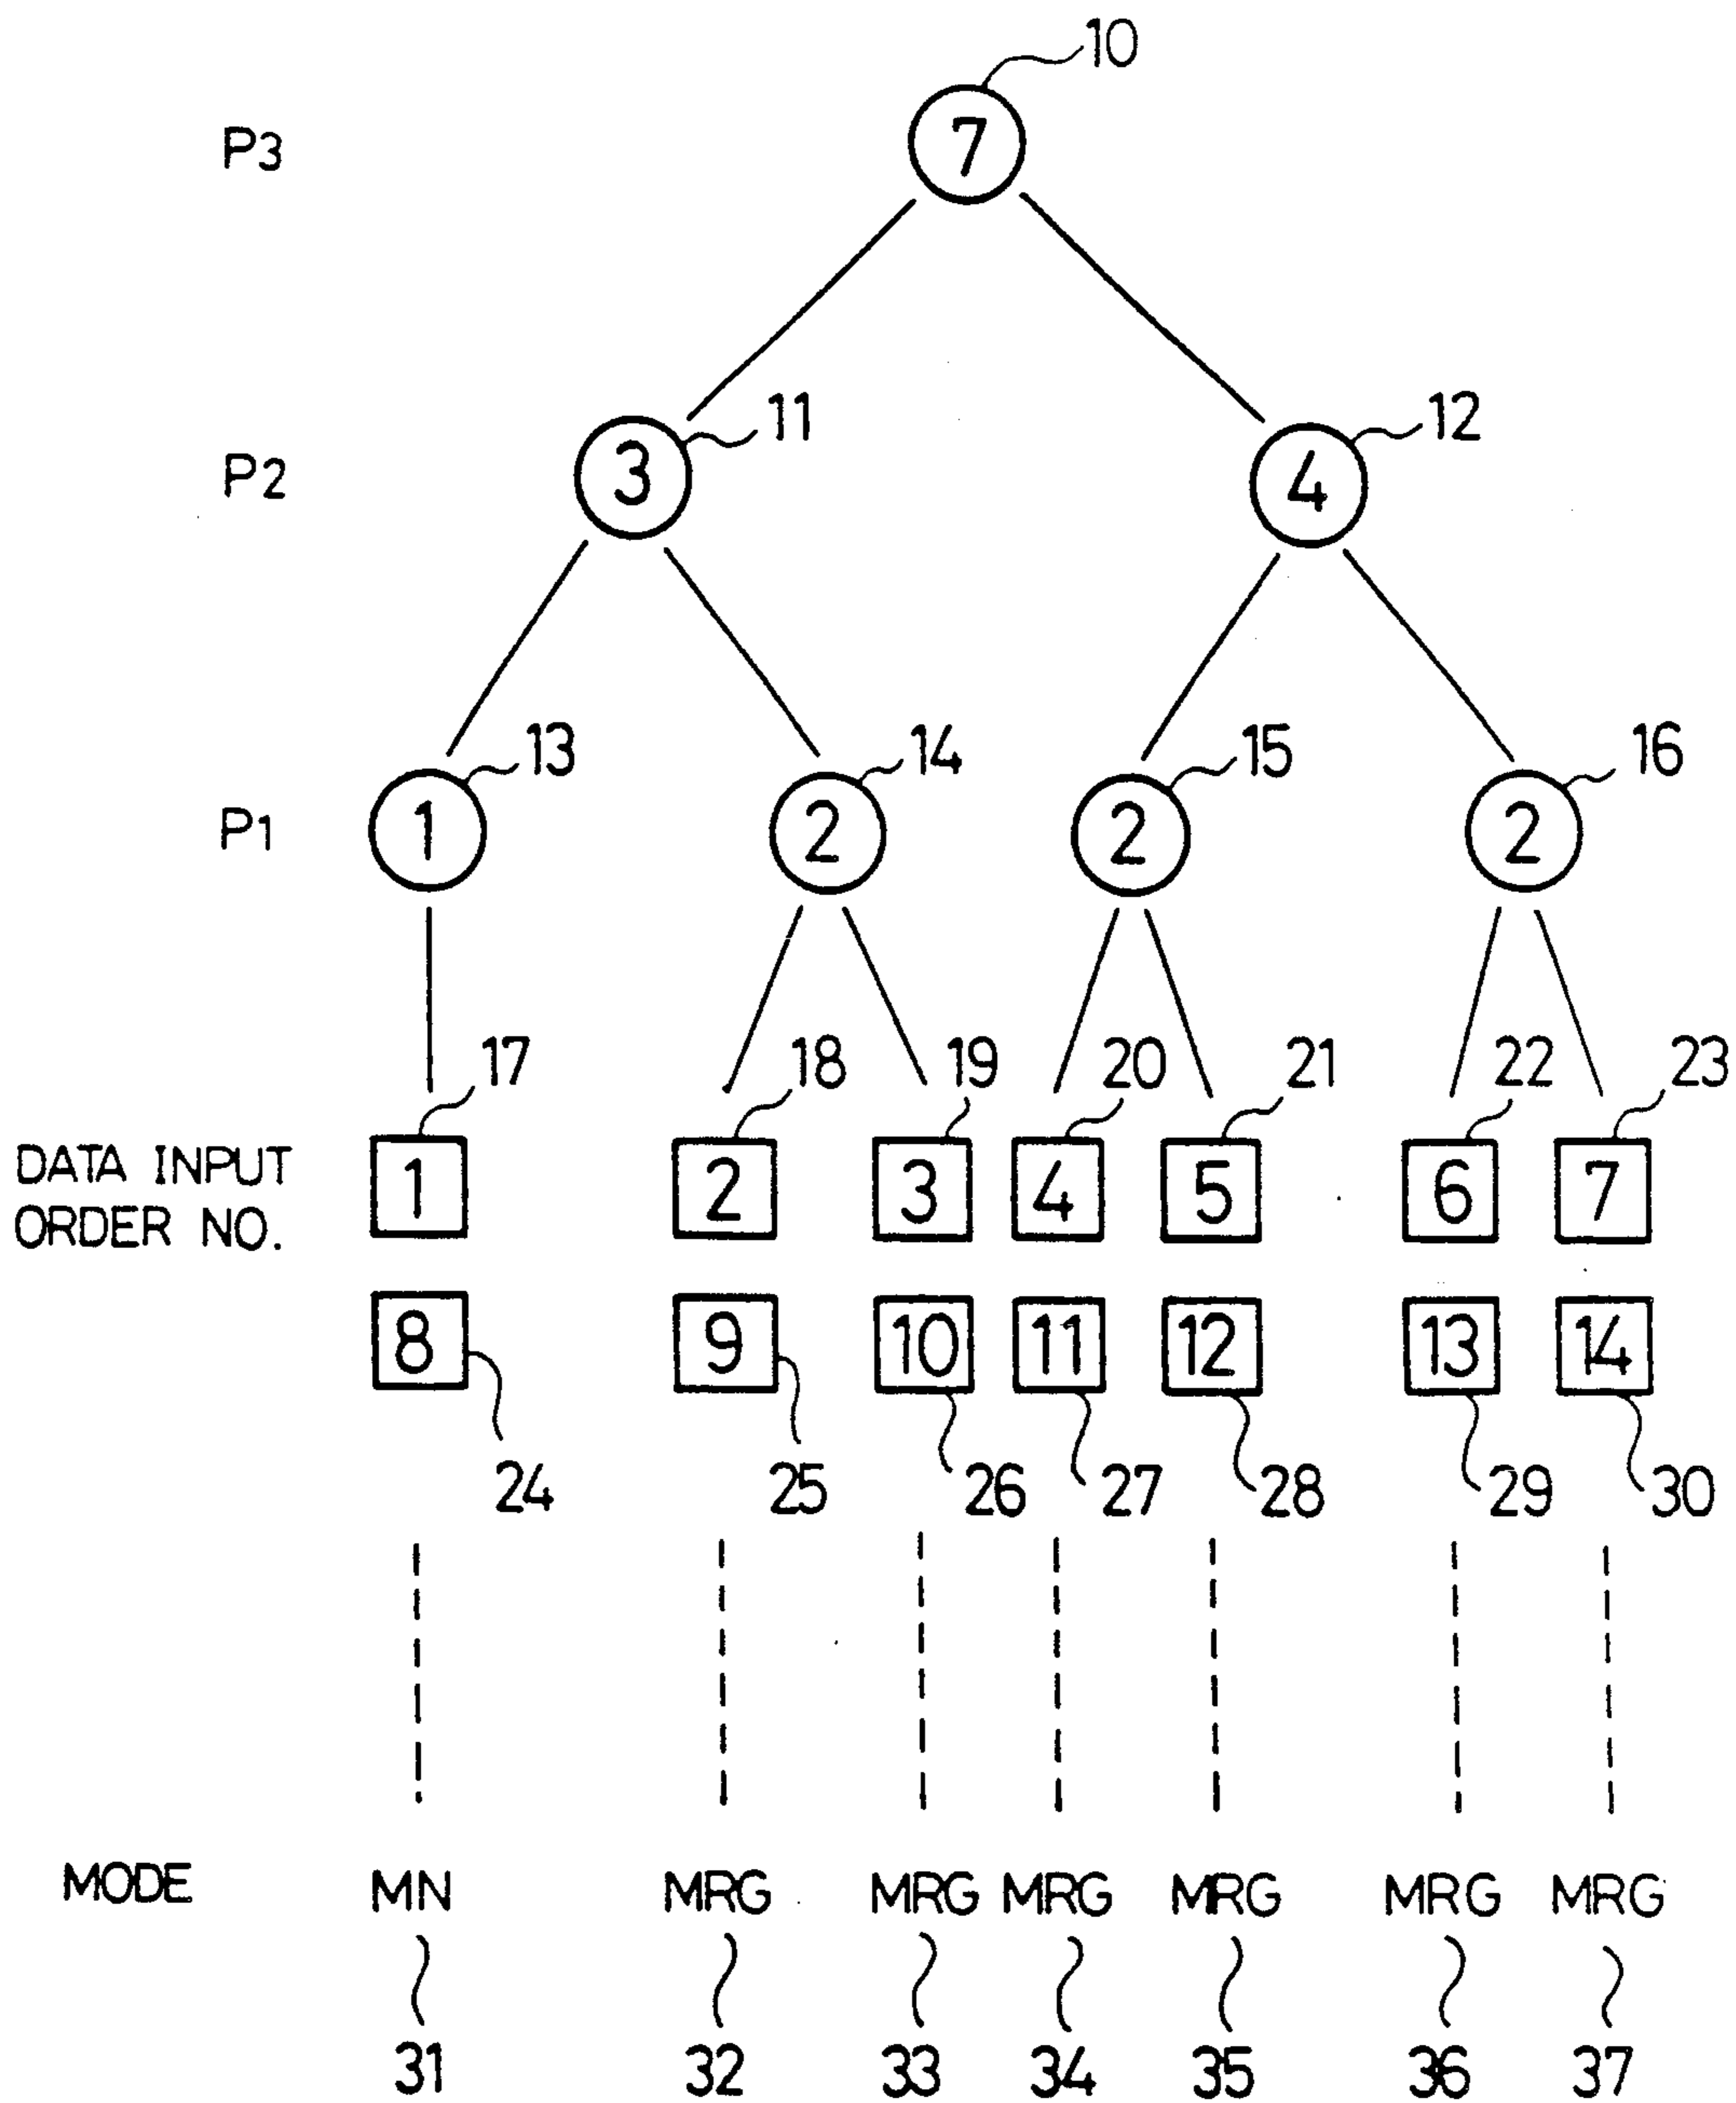 10
P3 7
11 12
P2 3 4
13 14 15 16
P1 1 2 2 2
17 18 19 20 21 22 23
DATA INPUT
ORDER NO.
1 2 3 4 5 6 7
8 9 10 11 12 13 14
24 25 26 27 28 29 30
MODE MN MRG MRG MRG MRG MRG MRG
31 32 33 34 35 36 37